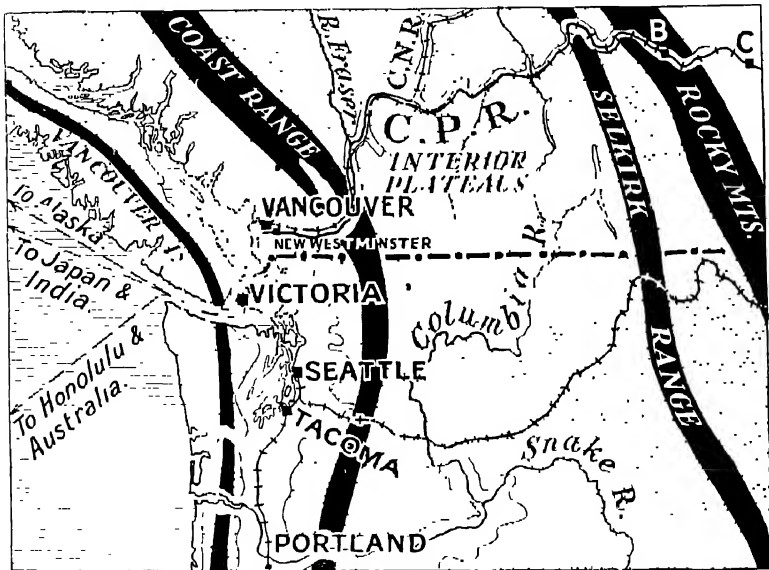 COAST RANGE
R. Fraser
C.N.R.
B
C
C.P.R.
INTERIOR
PLATEAUS
SELKIRK
RANGE
ROCKY MTS.
VANCOUVER I.
VANCOUVER
NEW WESTMINSTER
To Alaska
To Japan &
India
VICTORIA
Columbia R.
To Honolulu &
Australia.
SEATTLE
TACOMA
Snake R.
PORTLAND